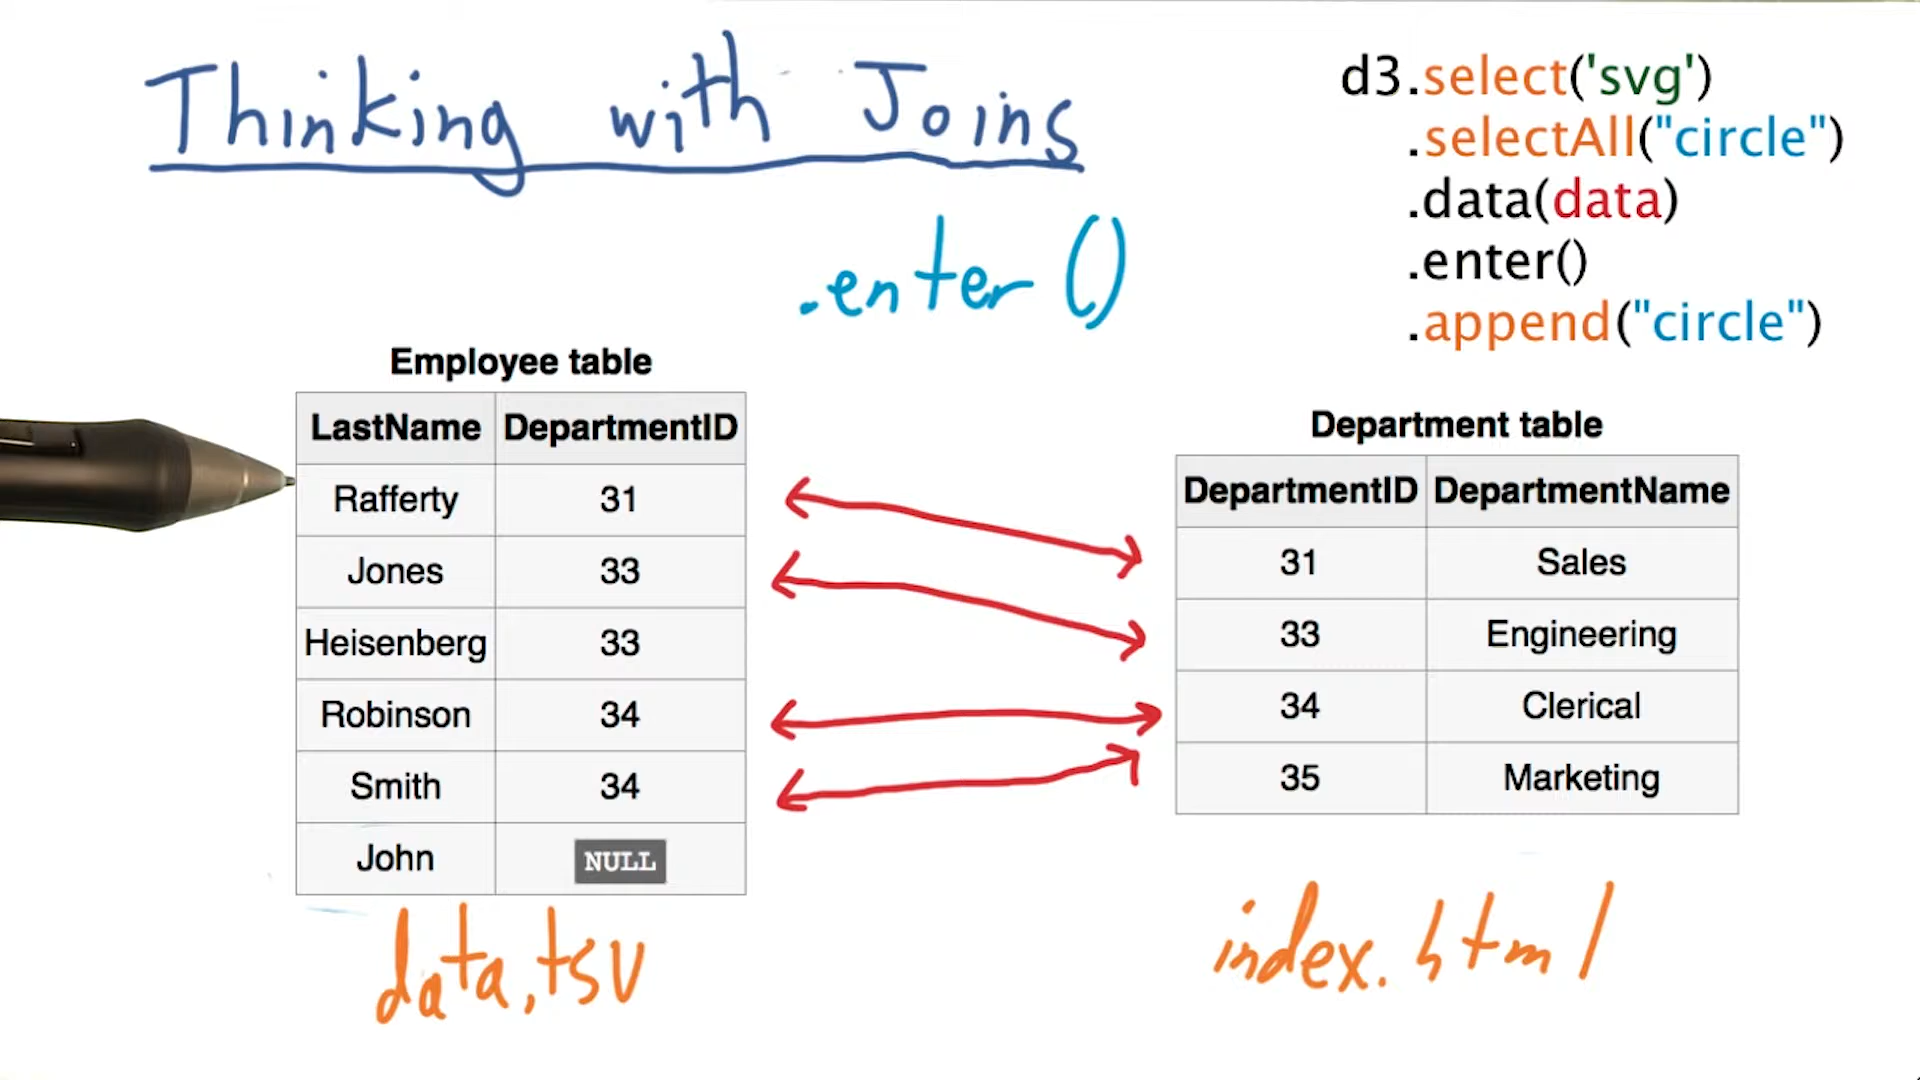 Thinking with Joins
d3.select('svg')
.selectAll("circle")
.data(data)
.enter()
.append("circle")
.enter()
Employee table
LastName DepartmentID
Rafferty 31
Jones 33
Heisenberg 33
Robinson 34
Smith 34
John NULL
data.tsv
Department table
DepartmentID DepartmentName
31 Sales
33 Engineering
34 Clerical
35 Marketing
index.html